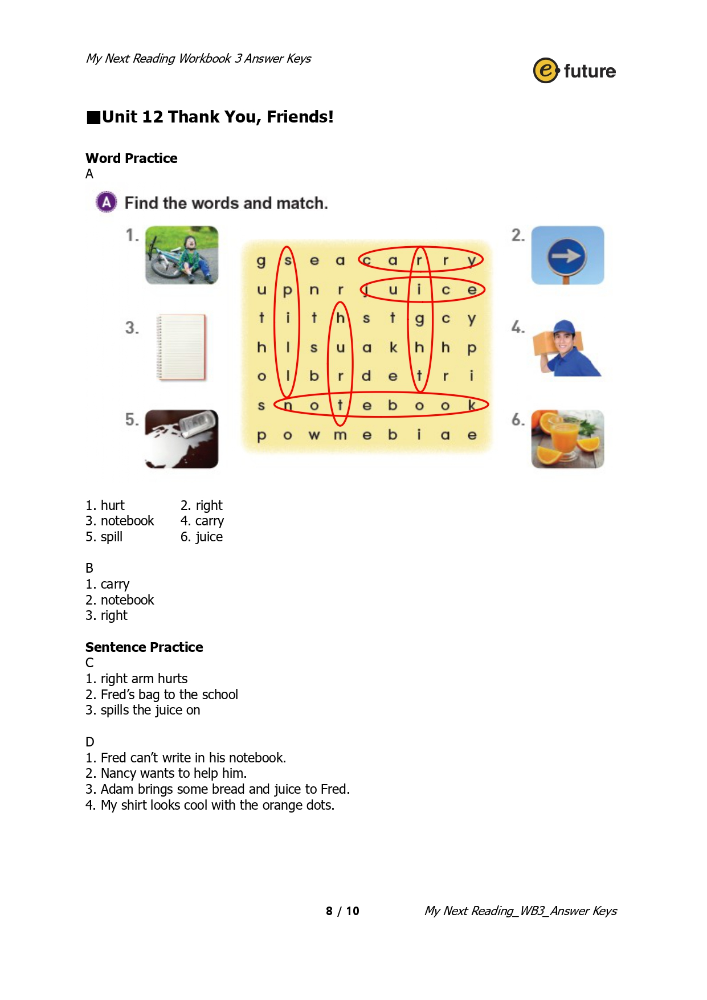 My Next Reading Workbook 3 Answer Keys
e future
■Unit 12 Thank You, Friends!
Word Practice
A
A Find the words and match.
1.
2.
g s e a c a r r y
u p n r j u i c e
t i t h s t g c y
3.
4.
h l s u a k h h p
o l b r d e t r i
s n o t e b o o k
5.
6.
p o w m e b i a e
1. hurt 2. right
3. notebook 4. carry
5. spill 6. juice
B
1. carry
2. notebook
3. right
Sentence Practice
C
1. right arm hurts
2. Fred's bag to the school
3. spills the juice on
D
1. Fred can't write in his notebook.
2. Nancy wants to help him.
3. Adam brings some bread and juice to Fred.
4. My shirt looks cool with the orange dots.
8 / 10
My Next Reading_WB3_Answer Keys